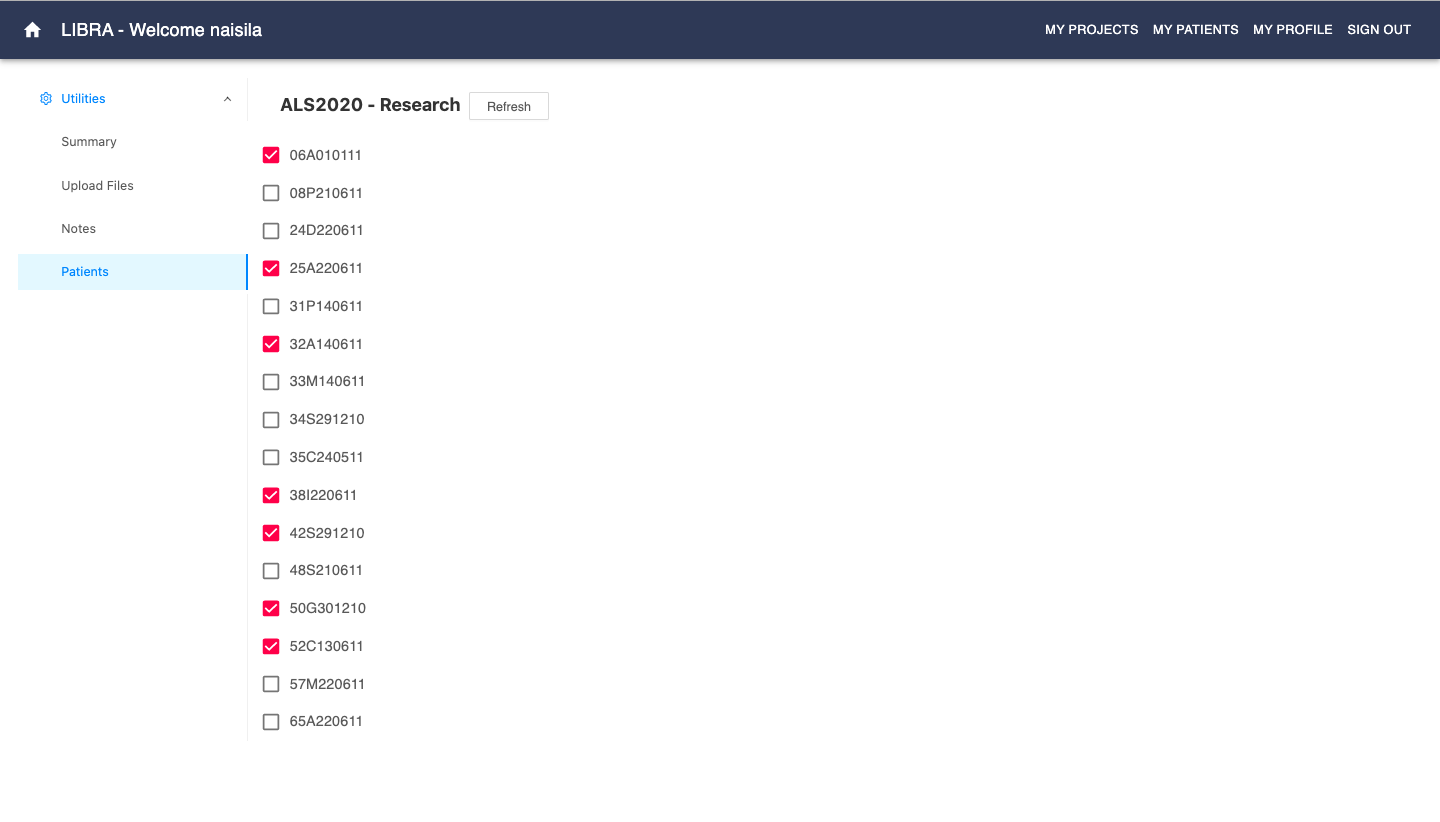 LIBRA - Welcome naisila
MY PROJECTS MY PATIENTS MY PROFILE SIGN OUT
Utilities
Summary
Upload Files
Notes
Patients
ALS2020 - Research Refresh
06A010111
08P210611
24D220611
25A220611
31P140611
32A140611
33M140611
34S291210
35C240511
38I220611
42S291210
48S210611
50G301210
52C130611
57M220611
65A220611